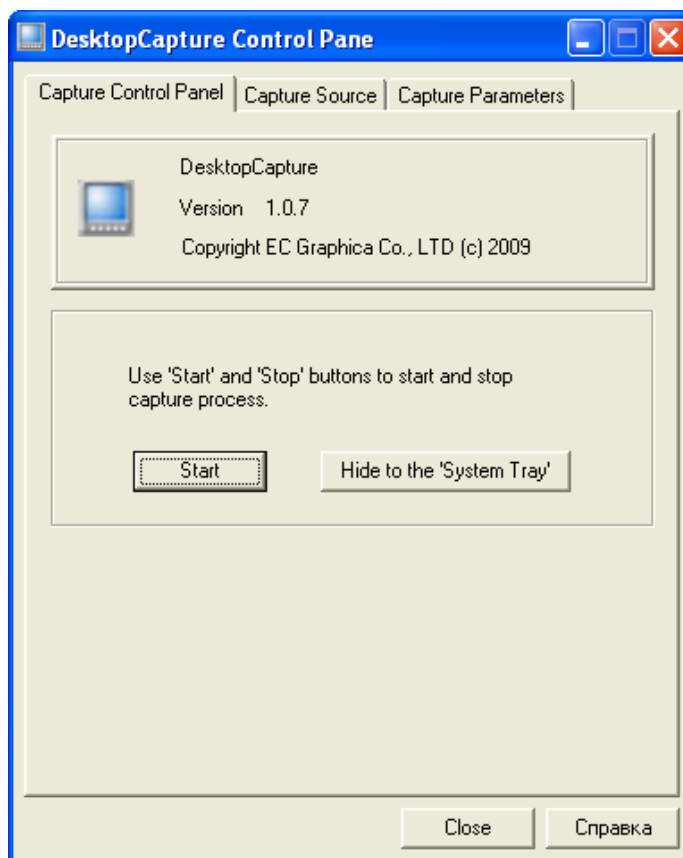 DesktopCapture Control Pane
Capture Control Panel Capture Source Capture Parameters
DesktopCapture
Version 1.0.7
Copyright EC Graphica Co., LTD (c) 2009
Use 'Start' and 'Stop' buttons to start and stop
capture process.
Start Hide to the 'System Tray'
Close Справка